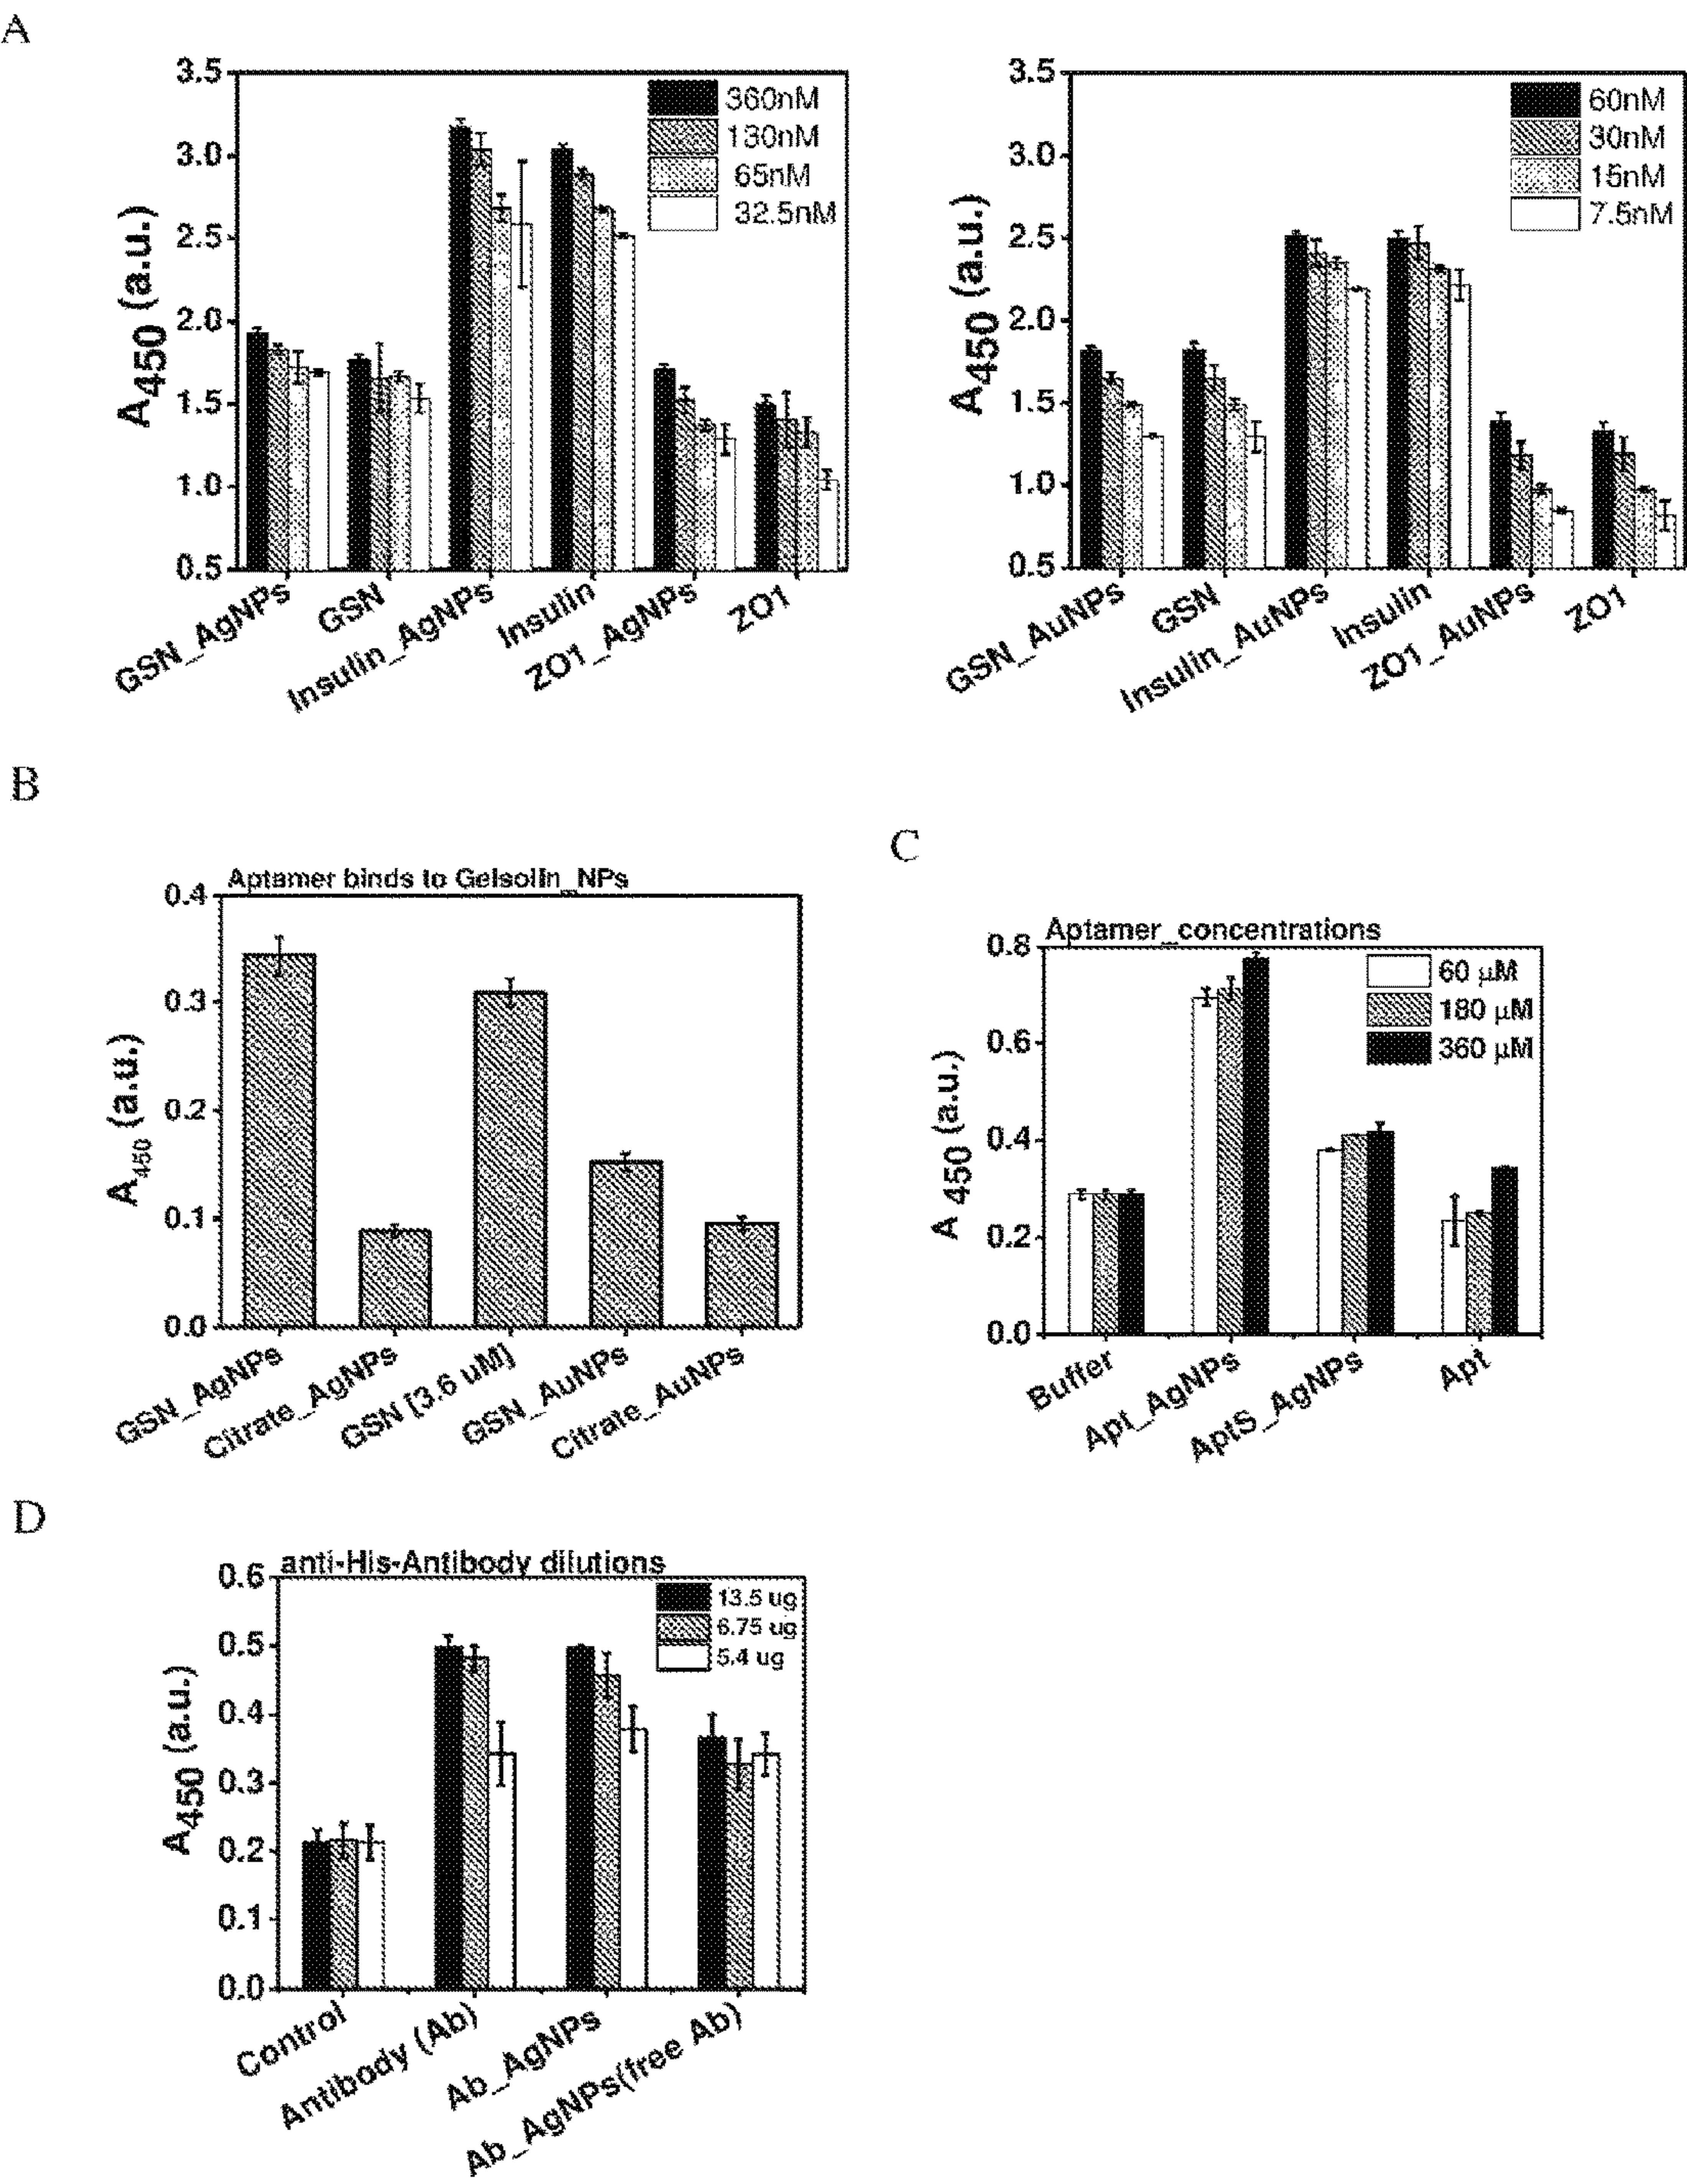 A
3.5
3.0
2.5
2.0
1.5
1.0
0.5
A450 (a.u.)
360nM
130nM
65nM
32.5nM
GSN_AgNPs
GSN
Insulin_AgNPs
Insulin
ZO1_AgNPs
ZO1
3.5
3.0
2.5
2.0
1.5
1.0
0.5
A450 (a.u.)
60nM
30nM
15nM
7.5nM
GSN_AuNPs
GSN
Insulin_AuNPs
Insulin
ZO1_AuNPs
ZO1
B
Aptamer binds to Gelsolin_NPs
0.4
0.3
0.2
0.1
0.0
A450 (a.u.)
GSN_AgNPs
Citrate_AgNPs
GSN [3.6 uM]
GSN_AuNPs
Citrate_AuNPs
C
Aptamer_concentrations
0.8
0.6
0.4
0.2
0.0
A 450 (a.u.)
60 μM
180 μM
360 μM
Buffer
Apt_AgNPs
AptS_AgNPs
Apt
D
anti-His-Antibody dilutions
0.6
0.5
0.4
0.3
0.2
0.1
0.0
A450 (a.u.)
13.5 ug
6.75 ug
5.4 ug
Control
Antibody (Ab)
Ab_AgNPs
Ab_AgNPs(free Ab)